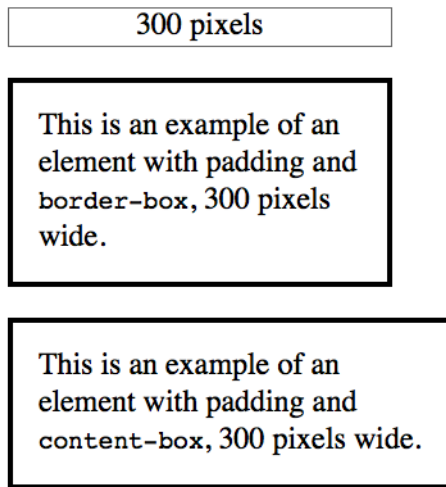 300 pixels
This is an example of an
element with padding and
border-box, 300 pixels
wide.
This is an example of an
element with padding and
content-box, 300 pixels wide.